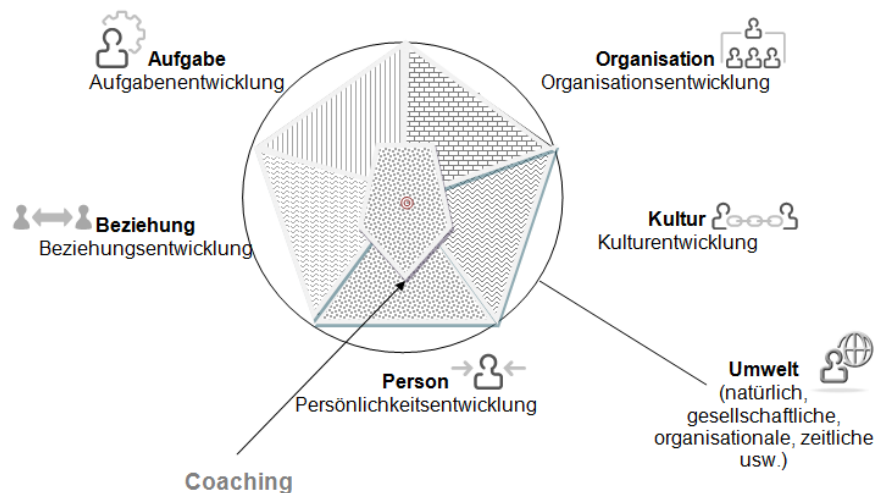 Aufgabe
Aufgabenentwicklung
Organisation
Organisationsentwicklung
Beziehung
Beziehungsentwicklung
Kultur
Kulturentwicklung
Person
Persönlichkeitsentwicklung
Umwelt
(natürlich,
gesellschaftliche,
organisationale, zeitliche
usw.)
Coaching